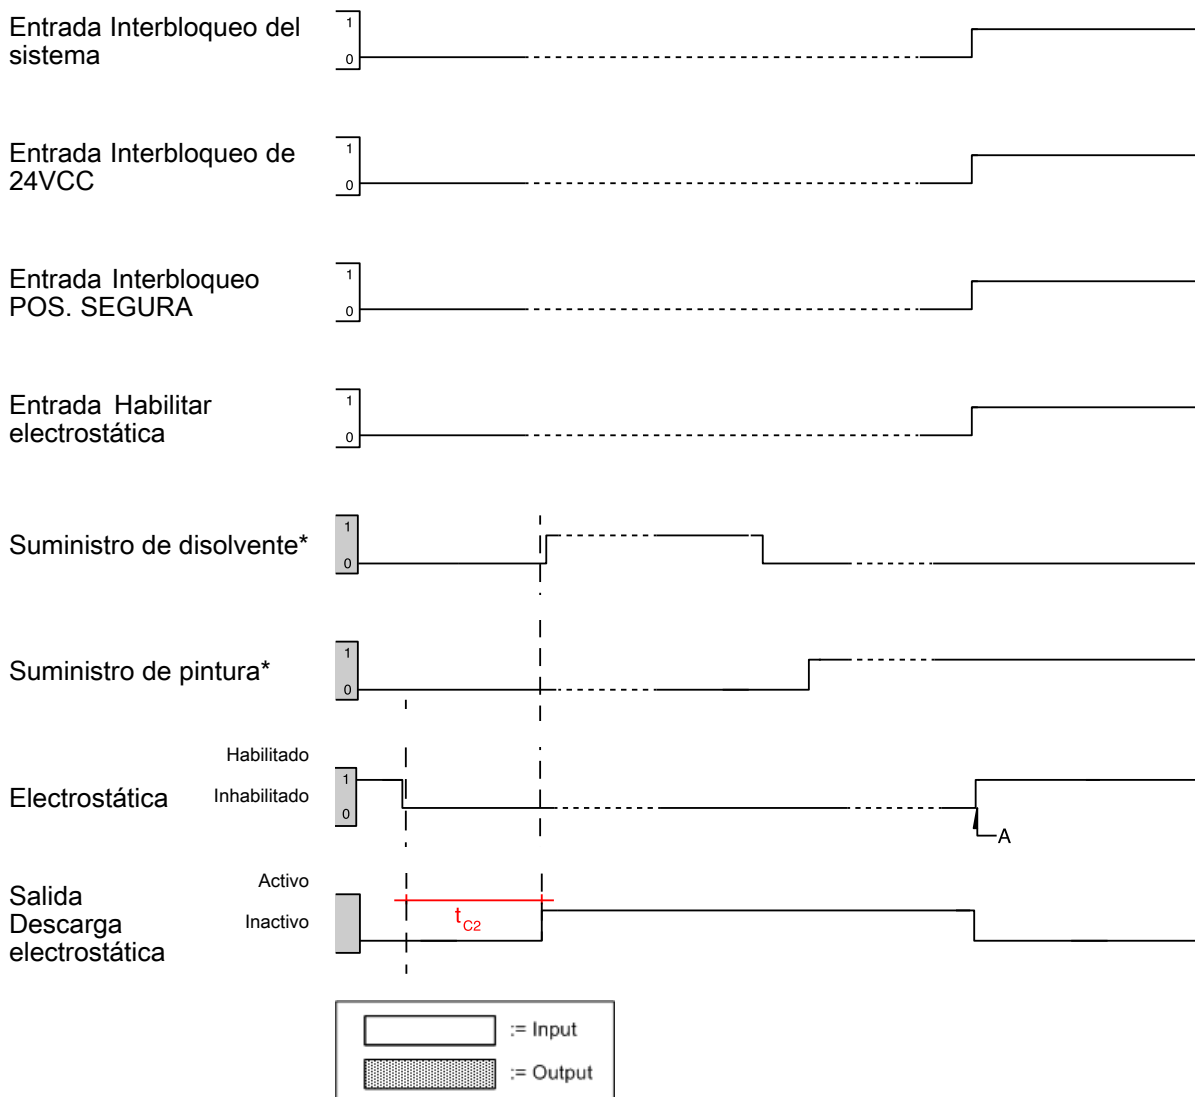 Entrada Interbloqueo del
sistema
1
0
Entrada Interbloqueo de
24VCC
1
0
Entrada Interbloqueo
POS. SEGURA
1
0
Entrada Habilitar
electrostática
1
0
Suministro de disolvente*
1
0
Suministro de pintura*
1
0
Electrostática
Habilitado
Inhabilitado
1
0
A
Salida
Descarga
electrostática
Activo
Inactivo
tC2
:= Input
:= Output